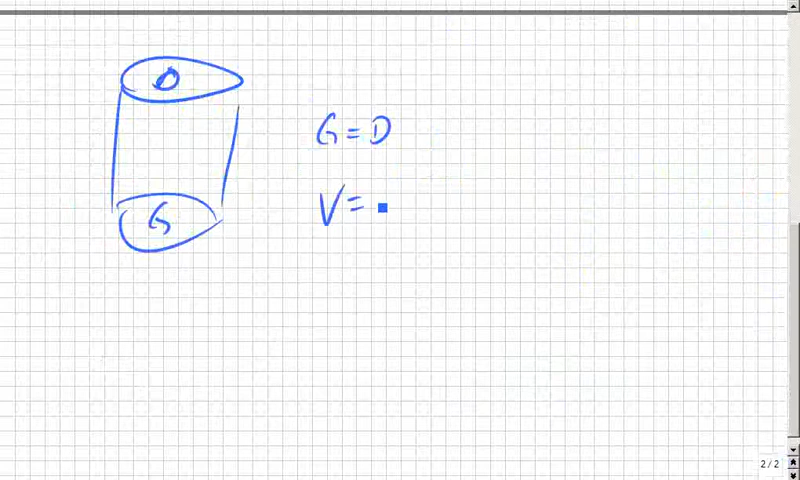 D
G = D
V =
G
2 / 2